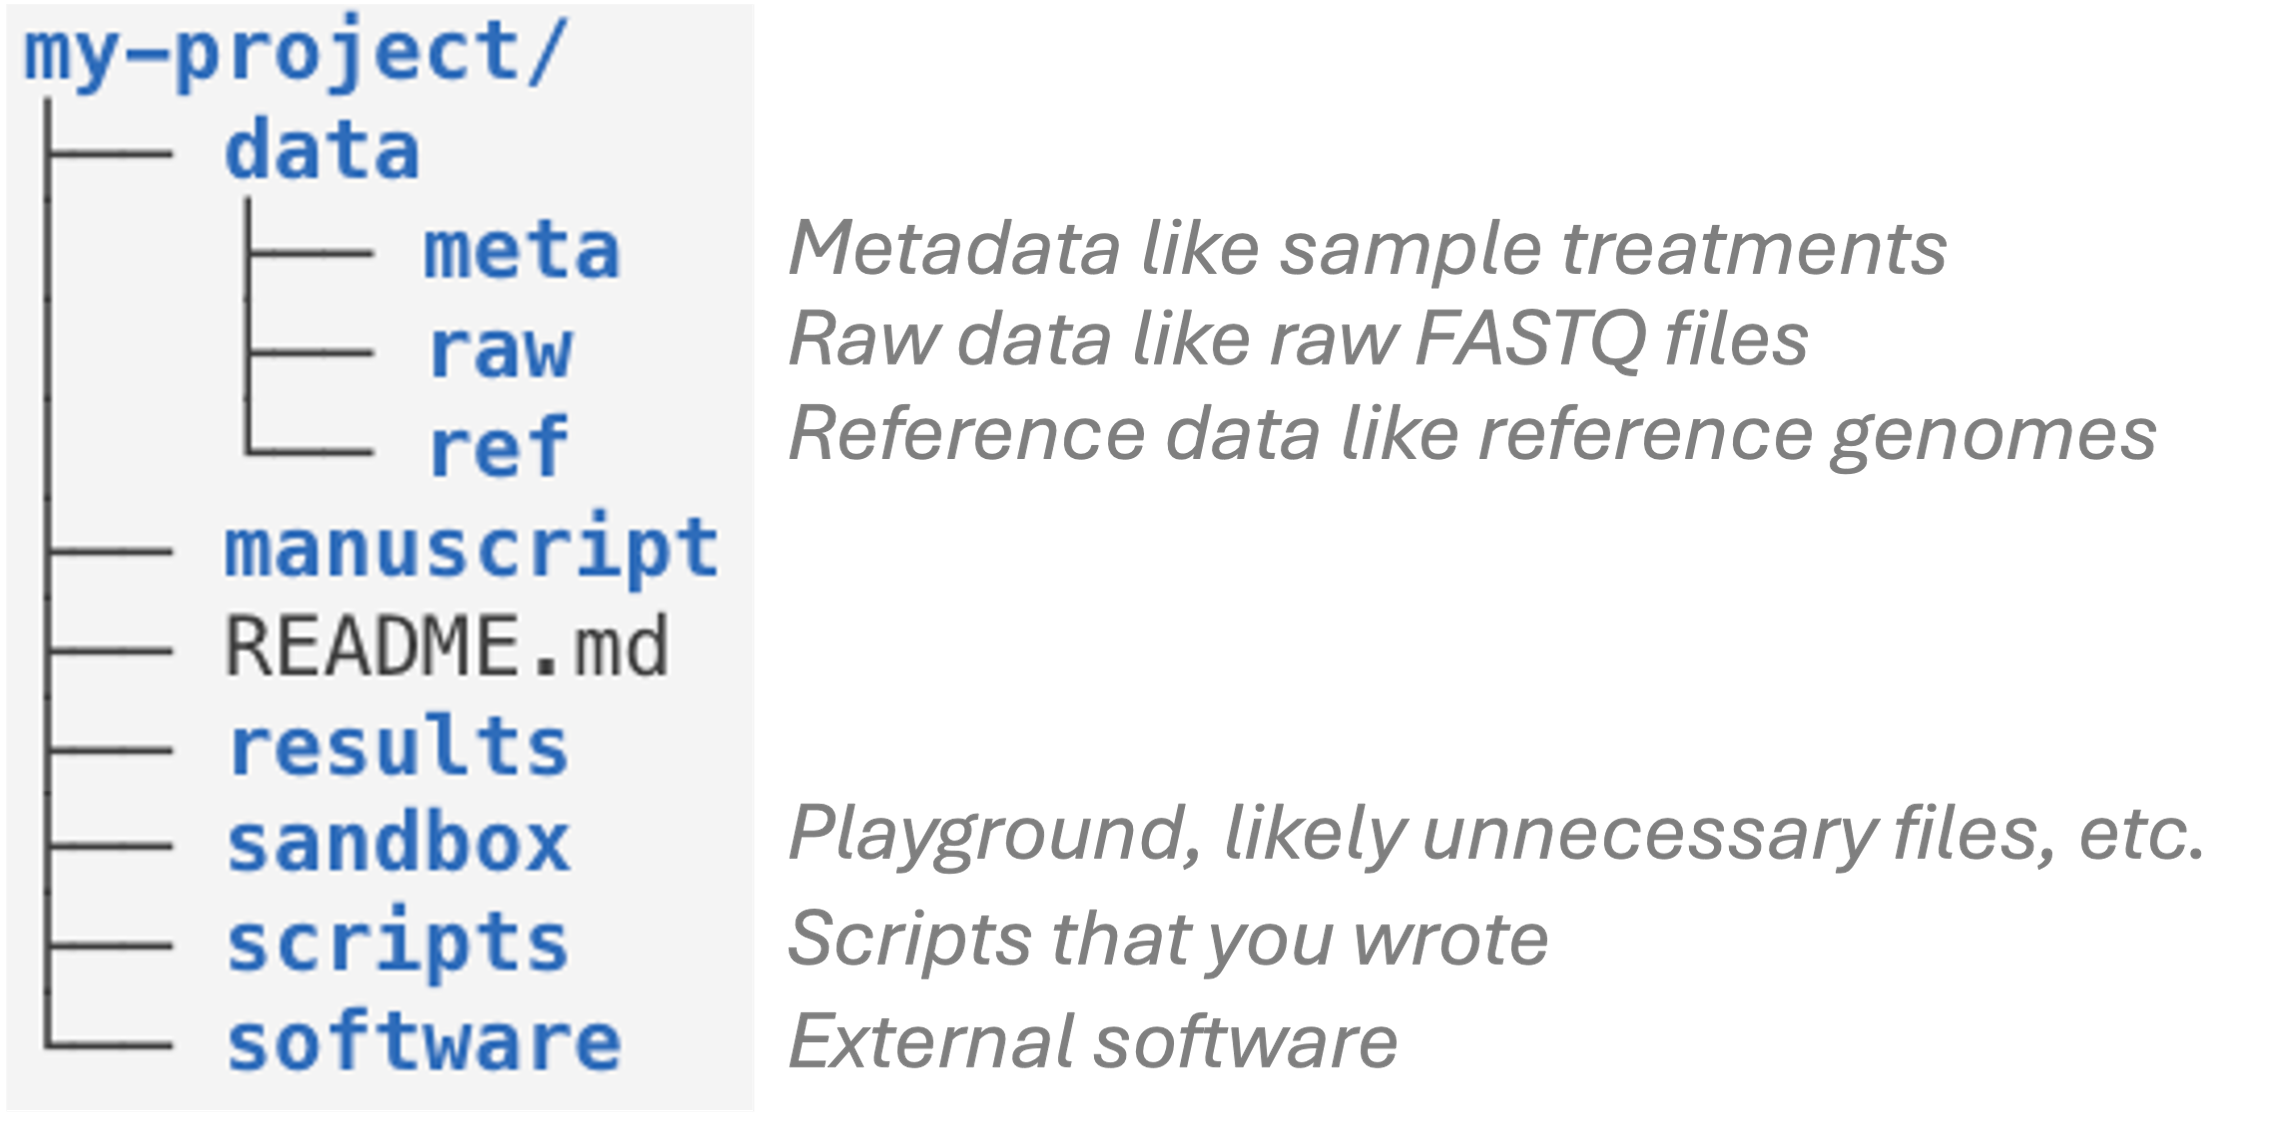 my-project/
data
meta Metadata like sample treatments
raw Raw data like raw FASTQ files
ref Reference data like reference genomes
manuscript
README.md
results
sandbox Playground, likely unnecessary files, etc.
scripts Scripts that you wrote
software External software